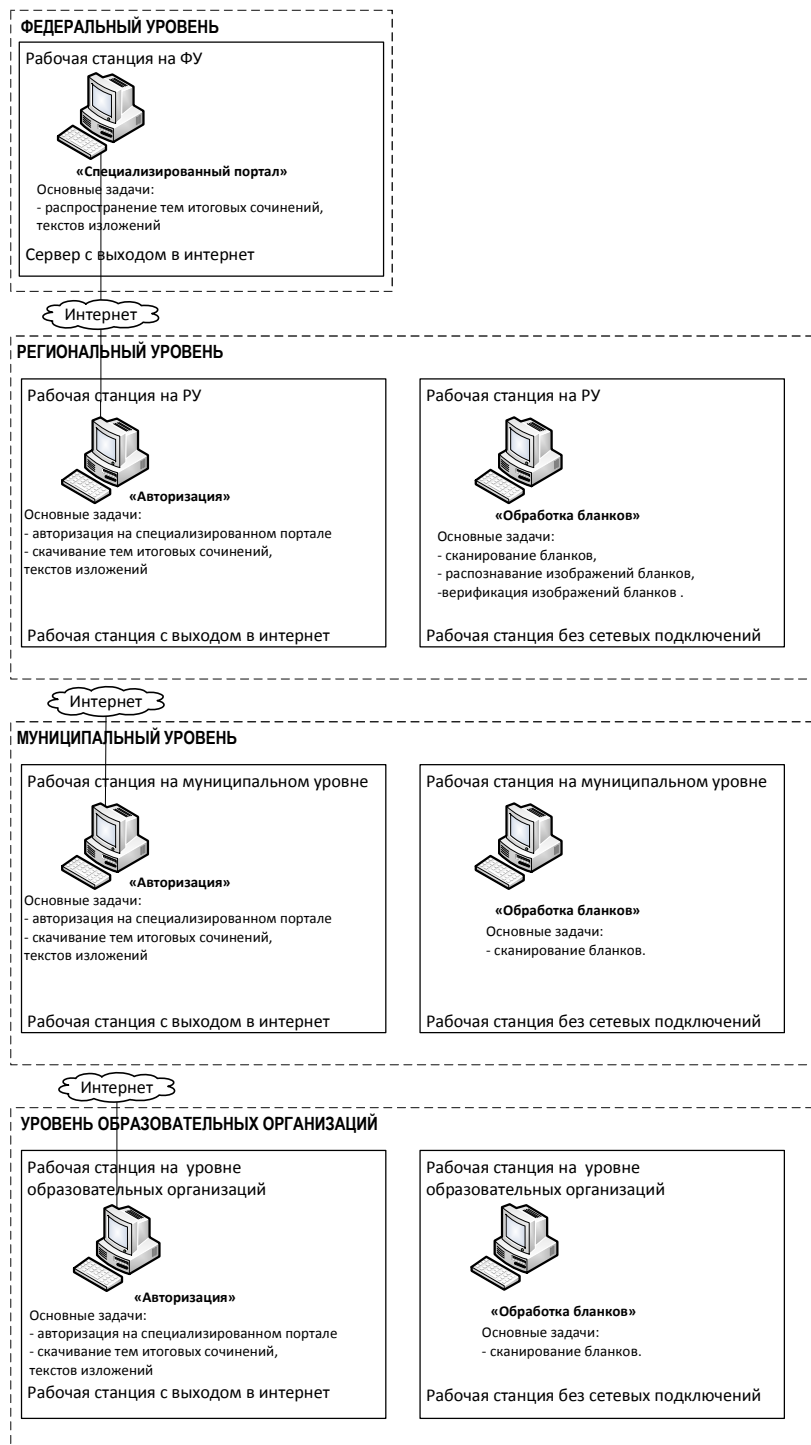 ФЕДЕРАЛЬНЫЙ УРОВЕНЬ
Рабочая станция на ФУ
«Специализированный портал»
Основные задачи:
- распространение тем итоговых сочинений,
текстов изложений
Сервер с выходом в интернет
Интернет
РЕГИОНАЛЬНЫЙ УРОВЕНЬ
Рабочая станция на РУ
«Авторизация»
Основные задачи:
- авторизация на специализированном портале
- скачивание тем итоговых сочинений,
текстов изложений
Рабочая станция с выходом в интернет
Рабочая станция на РУ
«Обработка бланков»
Основные задачи:
- сканирование бланков,
- распознавание изображений бланков,
-верификация изображений бланков .
Рабочая станция без сетевых подключений
Интернет
МУНИЦИПАЛЬНЫЙ УРОВЕНЬ
Рабочая станция на муниципальном уровне
«Авторизация»
Основные задачи:
- авторизация на специализированном портале
- скачивание тем итоговых сочинений,
текстов изложений
Рабочая станция с выходом в интернет
Рабочая станция на муниципальном уровне
«Обработка бланков»
Основные задачи:
- сканирование бланков.
Рабочая станция без сетевых подключений
Интернет
УРОВЕНЬ ОБРАЗОВАТЕЛЬНЫХ ОРГАНИЗАЦИЙ
Рабочая станция на уровне
образовательных организаций
«Авторизация»
Основные задачи:
- авторизация на специализированном портале
- скачивание тем итоговых сочинений,
текстов изложений
Рабочая станция с выходом в интернет
Рабочая станция на уровне
образовательных организаций
«Обработка бланков»
Основные задачи:
- сканирование бланков.
Рабочая станция без сетевых подключений